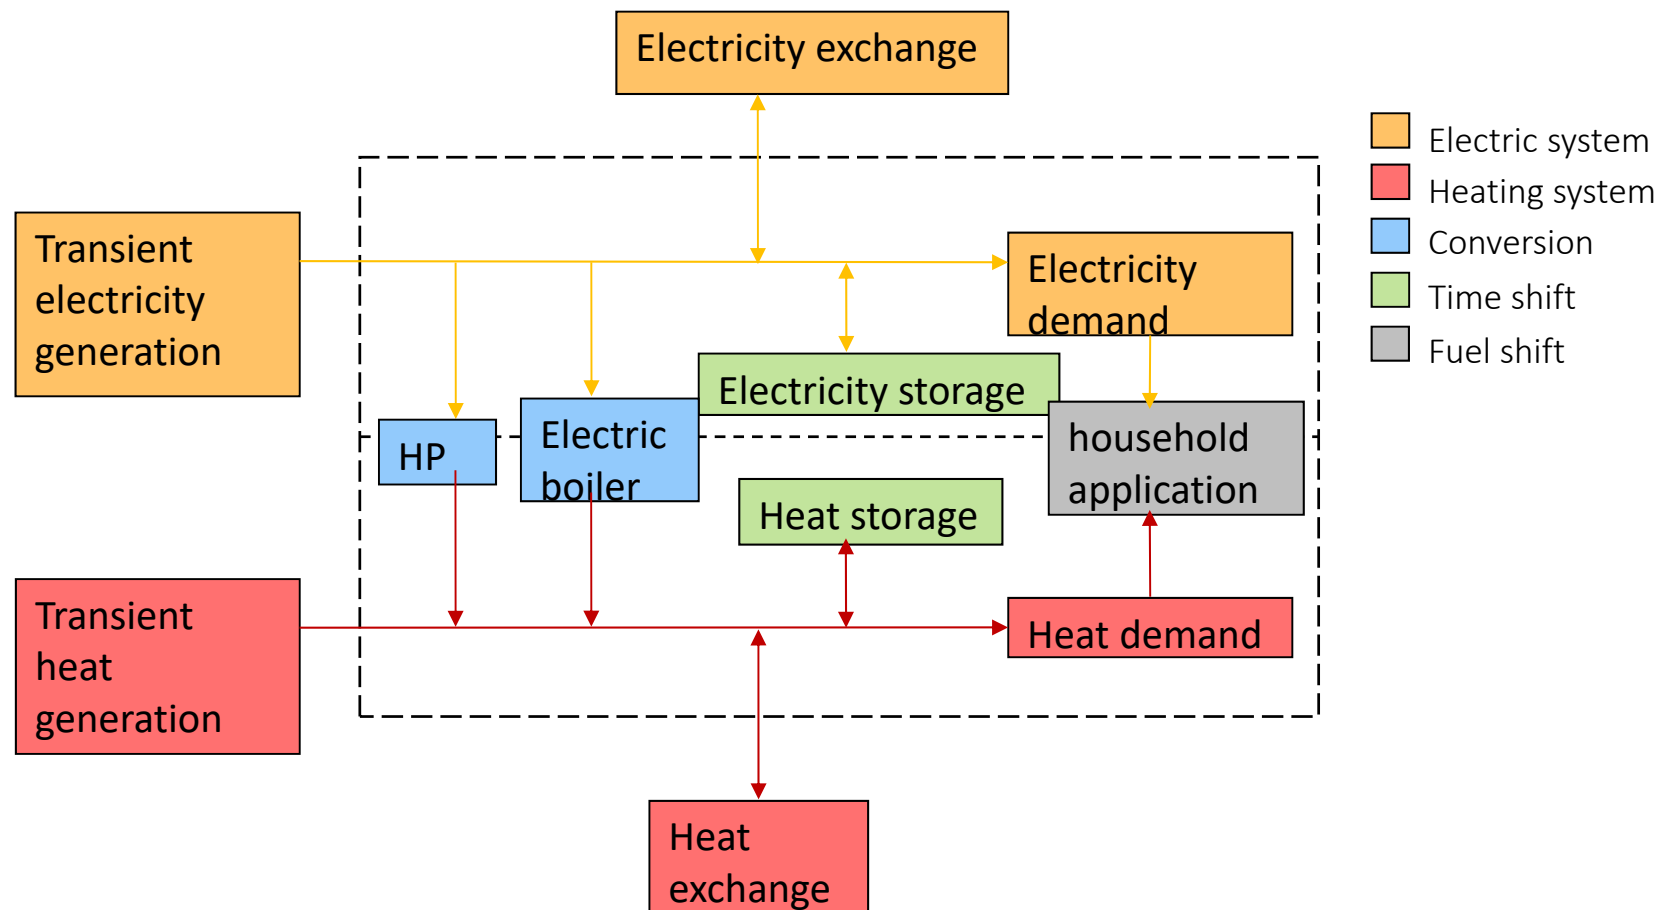 Electricity exchange
Transient
electricity
generation
Electricity
demand
Electricity storage
HP
Electric
boiler
household
application
Heat storage
Transient
heat
generation
Heat demand
Heat
exchange
Electric system
Heating system
Conversion
Time shift
Fuel shift